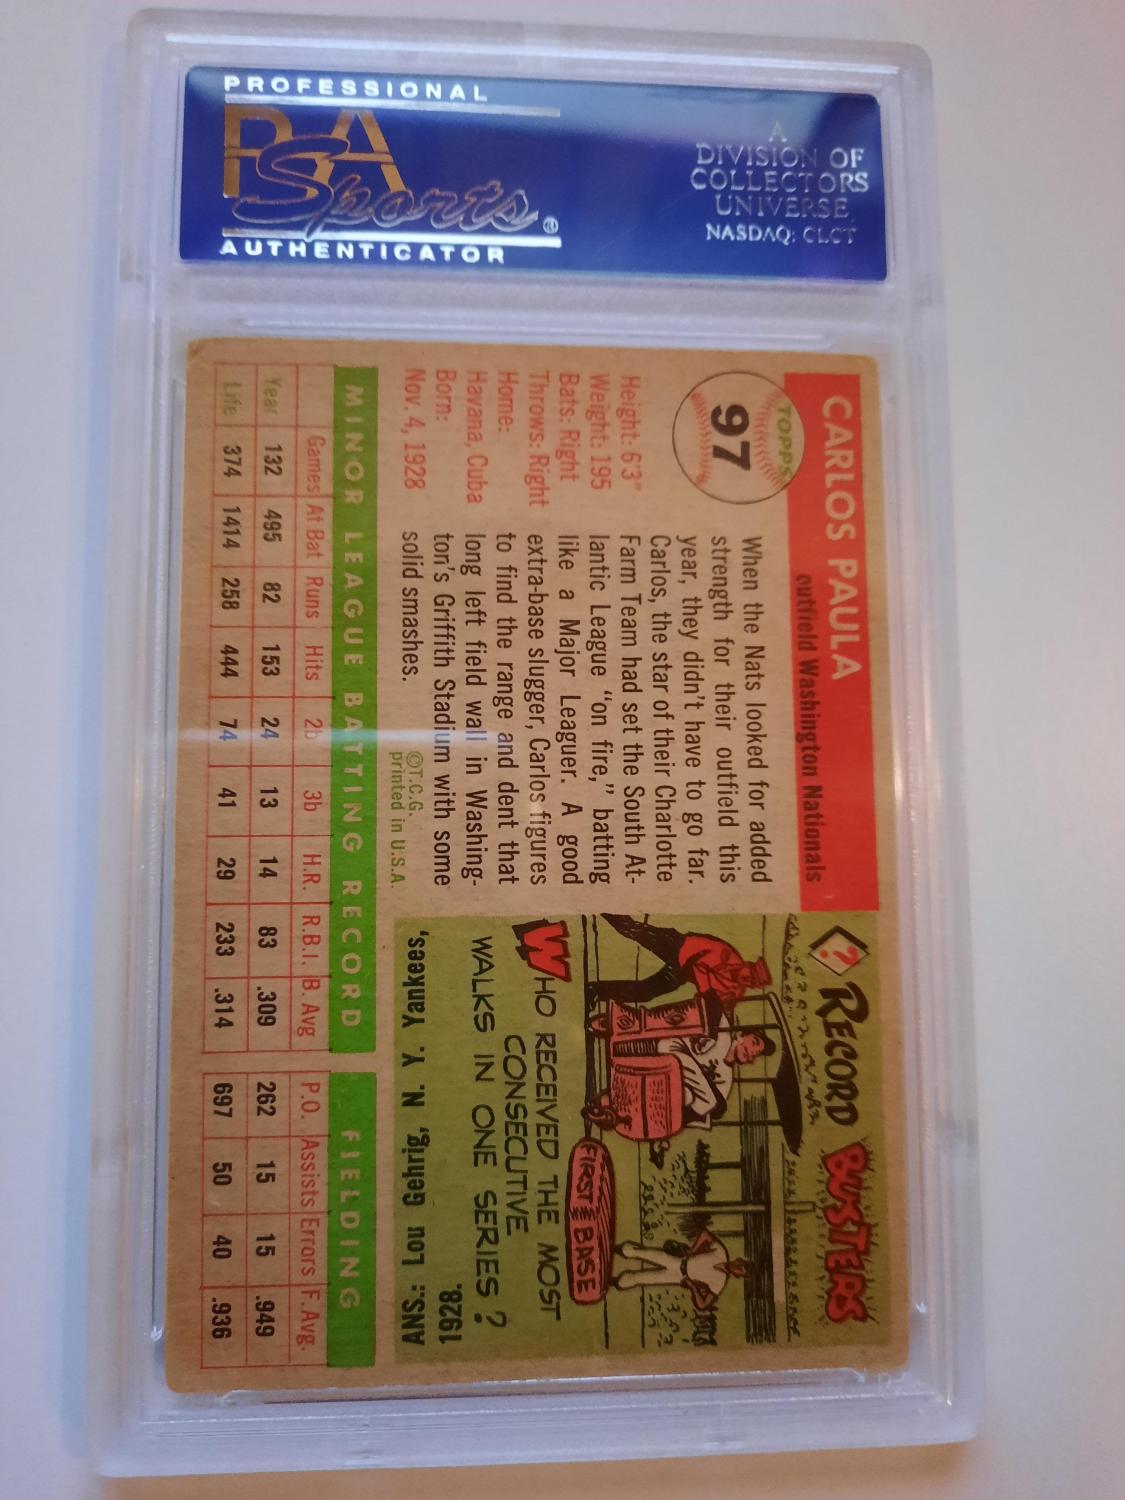 PROFESSIONAL
PSA
Sports®
AUTHENTICATOR
A
DIVISION OF
COLLECTORS
UNIVERSE
NASDAQ: CLCT
CARLOS PAULA
outfield Washington Nationals
TOPPS
97
Height: 6'3"
Weight: 195
Bats: Right
Throws: Right
Home:
Havana, Cuba
Born:
Nov. 4, 1928
When the Nats looked for added
strength for their outfield this
year, they didn't have to go far.
Carlos, the star of their Charlotte
Farm Team had set the South At-
lantic League "on fire," batting
like a Major Leaguer. A good
extra-base slugger, Carlos figures
to find the range and dent that
long left field wall in Washing-
ton's Griffith Stadium with some
solid smashes.
©T.C.G.
printed in U.S.A.
? RECORD BUSTERS
FIRST BASE
WHO RECEIVED THE MOST
CONSECUTIVE
WALKS IN ONE SERIES?
ANS.: Lou Gehrig, N. Y. Yankees,
1928.
MINOR LEAGUE BATTING RECORD FIELDING
Games At Bat Runs Hits 2b 3b H.R. R.B.I. B. Avg P.O. Assists Errors F. Avg.
Year 132 495 82 153 24 13 14 83 .309 262 15 15 .949
Life 374 1414 258 444 74 41 29 233 .314 697 50 40 .936